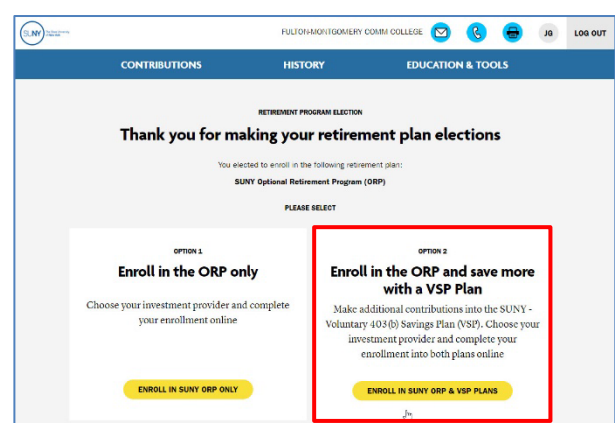 SUNY
FULTON-MONTGOMERY COMM COLLEGE
JG
LOG OUT
CONTRIBUTIONS
HISTORY
EDUCATION & TOOLS
RETIREMENT PROGRAM ELECTION
Thank you for making your retirement plan elections
You elected to enroll in the following retirement plan:
SUNY Optional Retirement Program (ORP)
PLEASE SELECT
OPTION 1
Enroll in the ORP only
Choose your investment provider and complete
your enrollment online
ENROLL IN SUNY ORP ONLY
OPTION 2
Enroll in the ORP and save more
with a VSP Plan
Make additional contributions into the SUNY -
Voluntary 403(b) Savings Plan (VSP). Choose your
investment provider and complete your
enrollment into both plans online
ENROLL IN SUNY ORP & VSP PLANS